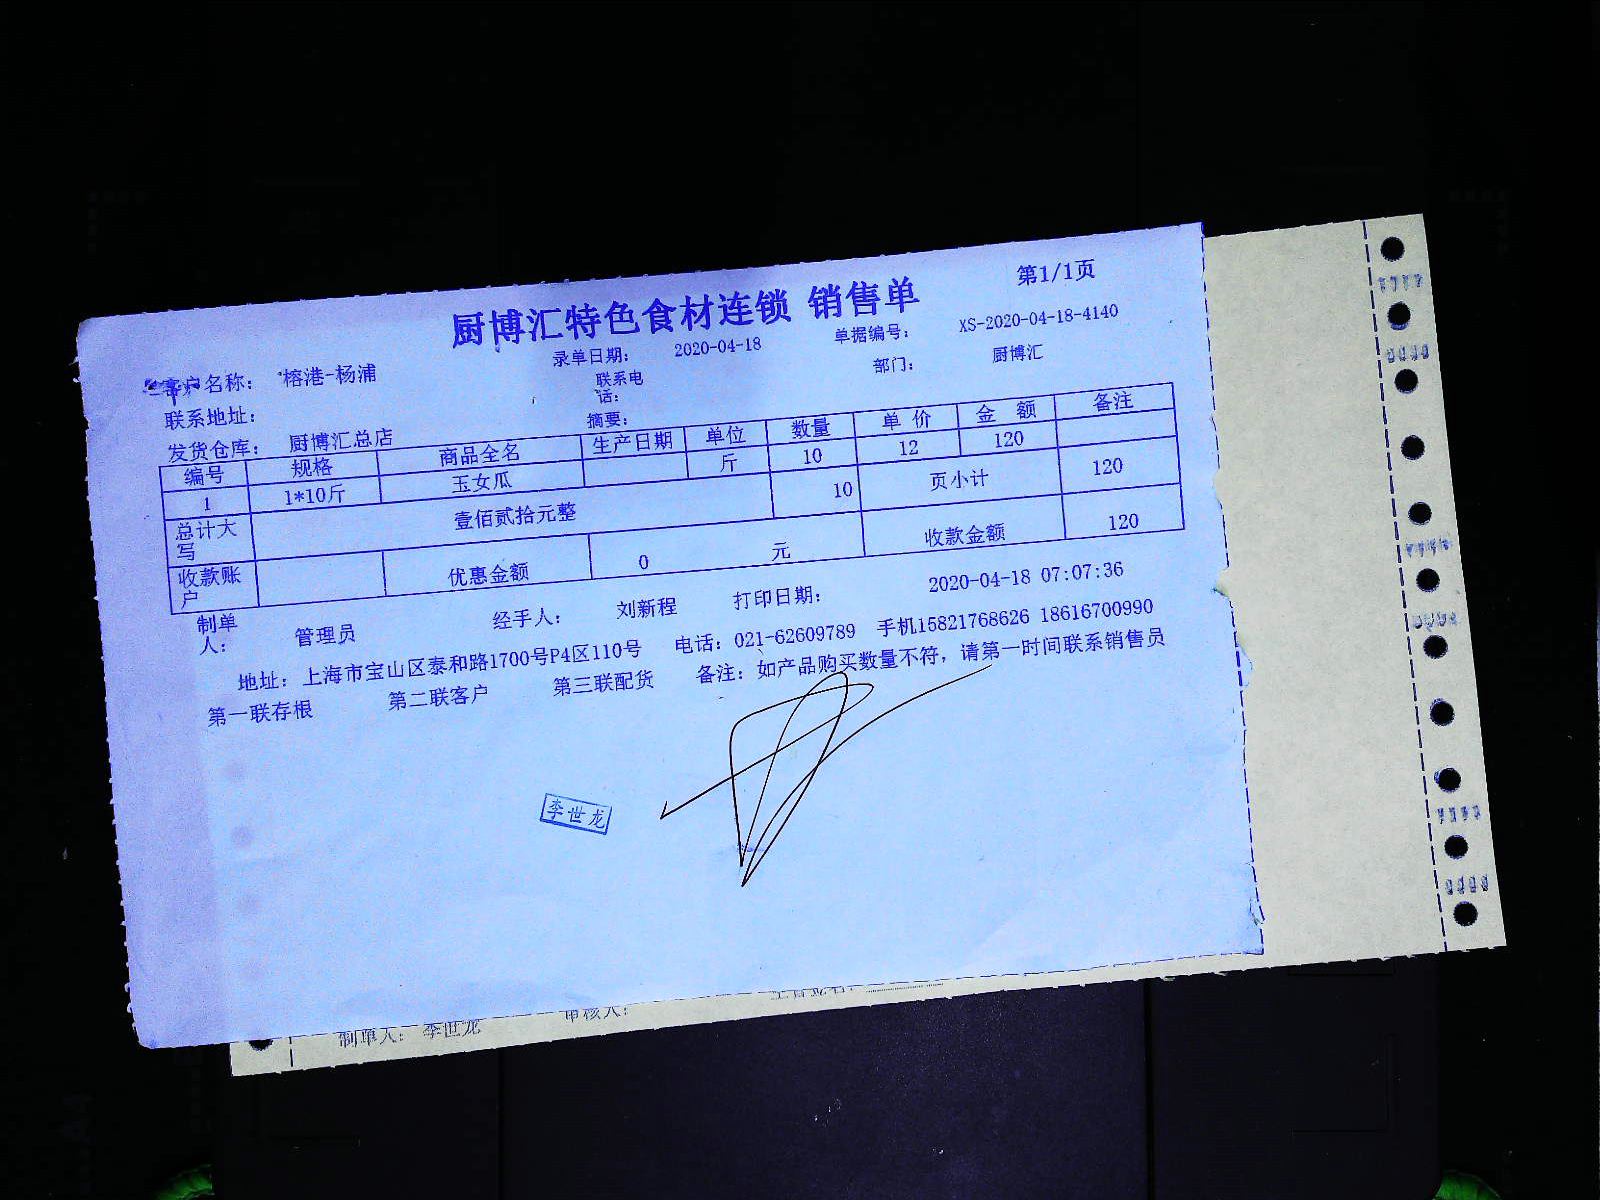 厨博汇特色食材连锁 销售单 第1/1页
录单日期： 2020-04-18 单据编号： XS-2020-04-18-4140
客户名称： 榕港-杨浦 联系电话： 部门： 厨博汇
联系地址： 摘要：
发货仓库： 厨博汇总店
编号 规格 商品全名 生产日期 单位 数量 单 价 金 额 备注
1 1*10斤 玉女瓜 斤 10 12 120
总计大写 壹佰贰拾元整 10 页小计 120
收款账户 优惠金额 0 元 收款金额 120
制单人： 管理员 经手人： 刘新程 打印日期： 2020-04-18 07:07:36
地址：上海市宝山区泰和路1700号P4区110号 电话：021-62609789 手机15821768626 18616700990
第一联存根 第二联客户 第三联配货 备注：如产品购买数量不符，请第一时间联系销售员
李世龙
制单人： 李世龙 审核人：